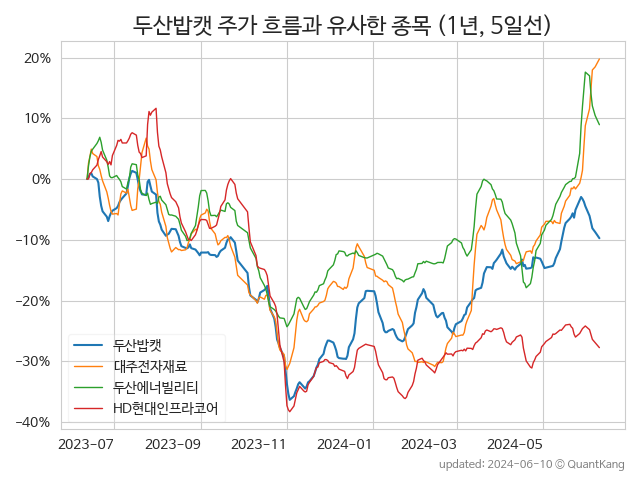 두산밥캣 주가 흐름과 유사한 종목 (1년, 5일선)
20%
10%
0%
−10%
−20%
−30%
−40%
두산밥캣
대주전자재료
두산에너빌리티
HD현대인프라코어
2023-07 2023-09 2023-11 2024-01 2024-03 2024-05
updated: 2024-06-10 © QuantKang